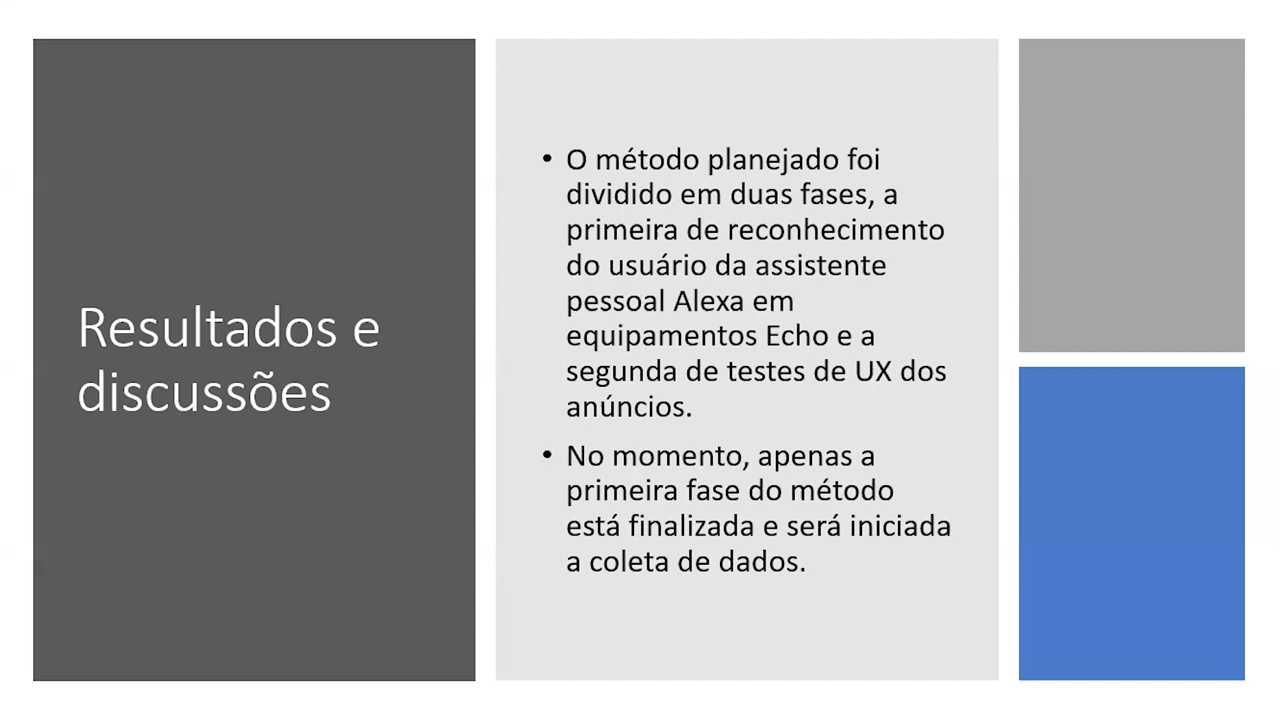 Resultados e
discussões
• O método planejado foi
dividido em duas fases, a
primeira de reconhecimento
do usuário da assistente
pessoal Alexa em
equipamentos Echo e a
segunda de testes de UX dos
anúncios.
• No momento, apenas a
primeira fase do método
está finalizada e será iniciada
a coleta de dados.